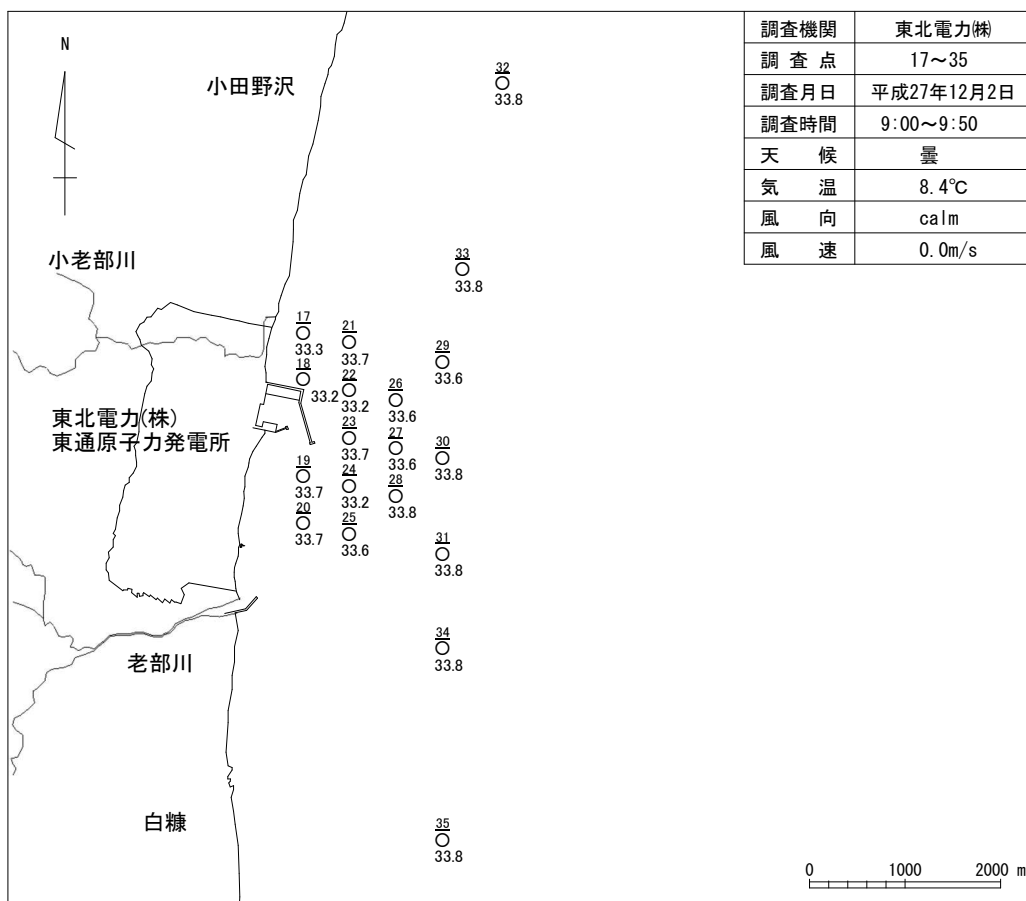 調査機関 東北電力㈱
調査点 17～35
調査月日 平成27年12月2日
調査時間 9:00～9:50
天候 曇
気温 8.4℃
風向 calm
風速 0.0m/s
N
小田野沢
32
33.8
小老部川
33
33.8
17
33.3
21
33.7
29
33.6
18
33.2
22
33.2
26
33.6
東北電力(株)
東通原子力発電所
23
33.7
27
33.6
30
33.8
19
33.7
24
33.2
28
33.8
20
33.7
25
33.6
31
33.8
34
33.8
老部川
白糠
35
33.8
0 1000 2000 m